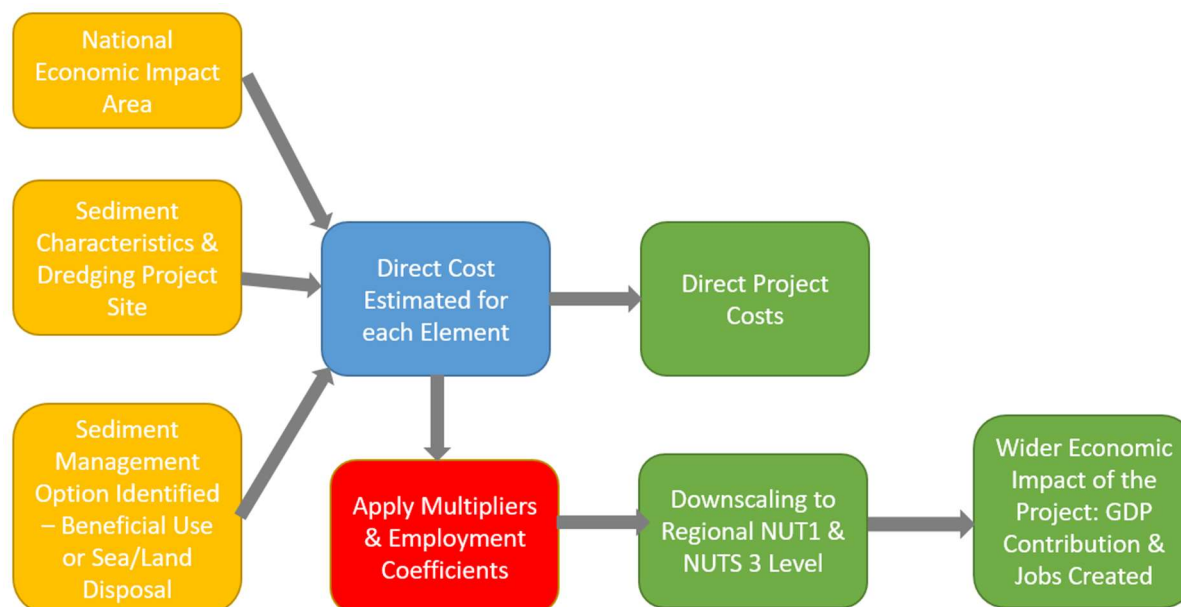 National
Economic Impact
Area
Sediment
Characteristics &
Dredging Project
Site
Sediment
Management
Option Identified
– Beneficial Use
or Sea/Land
Disposal
Direct Cost
Estimated for
each Element
Direct Project
Costs
Apply Multipliers
& Employment
Coefficients
Downscaling to
Regional NUT1 &
NUTS 3 Level
Wider Economic
Impact of the
Project: GDP
Contribution &
Jobs Created